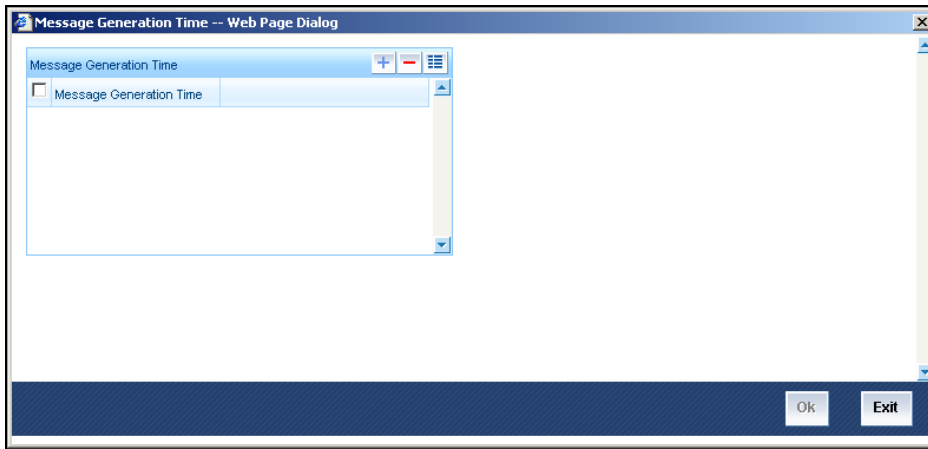 Message Generation Time -- Web Page Dialog
Message Generation Time
Message Generation Time
Ok
Exit